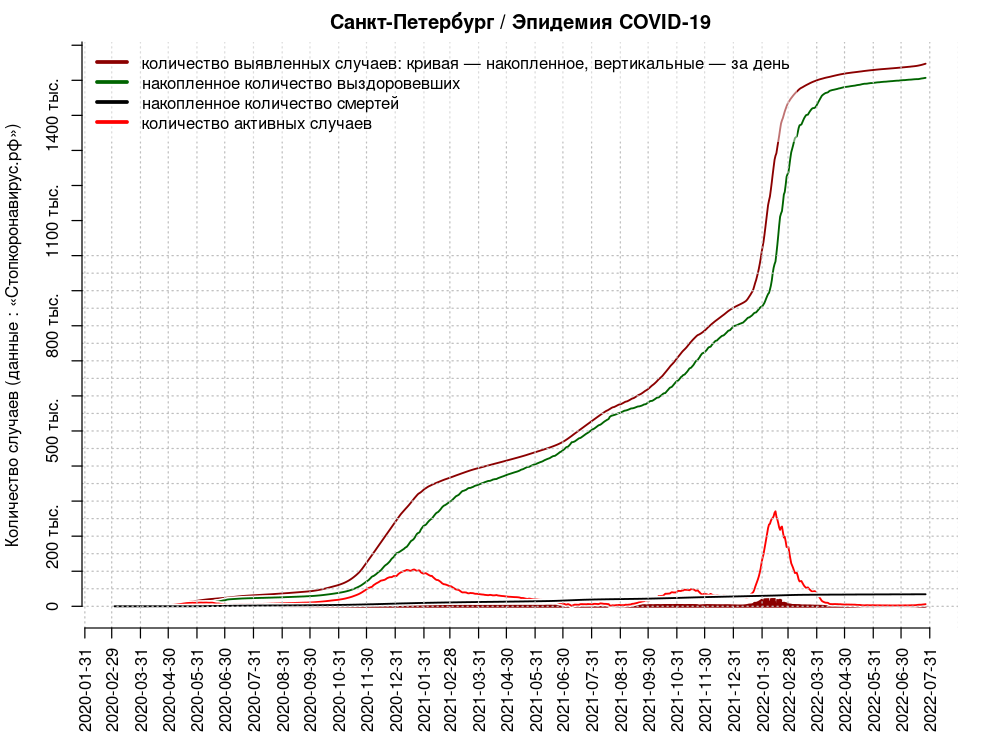 Санкт-Петербург / Эпидемия COVID-19
количество выявленных случаев: кривая — накопленное, вертикальные — за день
накопленное количество выздоровевших
накопленное количество смертей
количество активных случаев
Количество случаев (данные : «Стопкоронавирус.рф»)
1400 тыс.
1100 тыс.
800 тыс.
500 тыс.
200 тыс.
0
2020-01-31
2020-02-29
2020-03-31
2020-04-30
2020-05-31
2020-06-30
2020-07-31
2020-08-31
2020-09-30
2020-10-31
2020-11-30
2020-12-31
2021-01-31
2021-02-28
2021-03-31
2021-04-30
2021-05-31
2021-06-30
2021-07-31
2021-08-31
2021-09-30
2021-10-31
2021-11-30
2021-12-31
2022-01-31
2022-02-28
2022-03-31
2022-04-30
2022-05-31
2022-06-30
2022-07-31